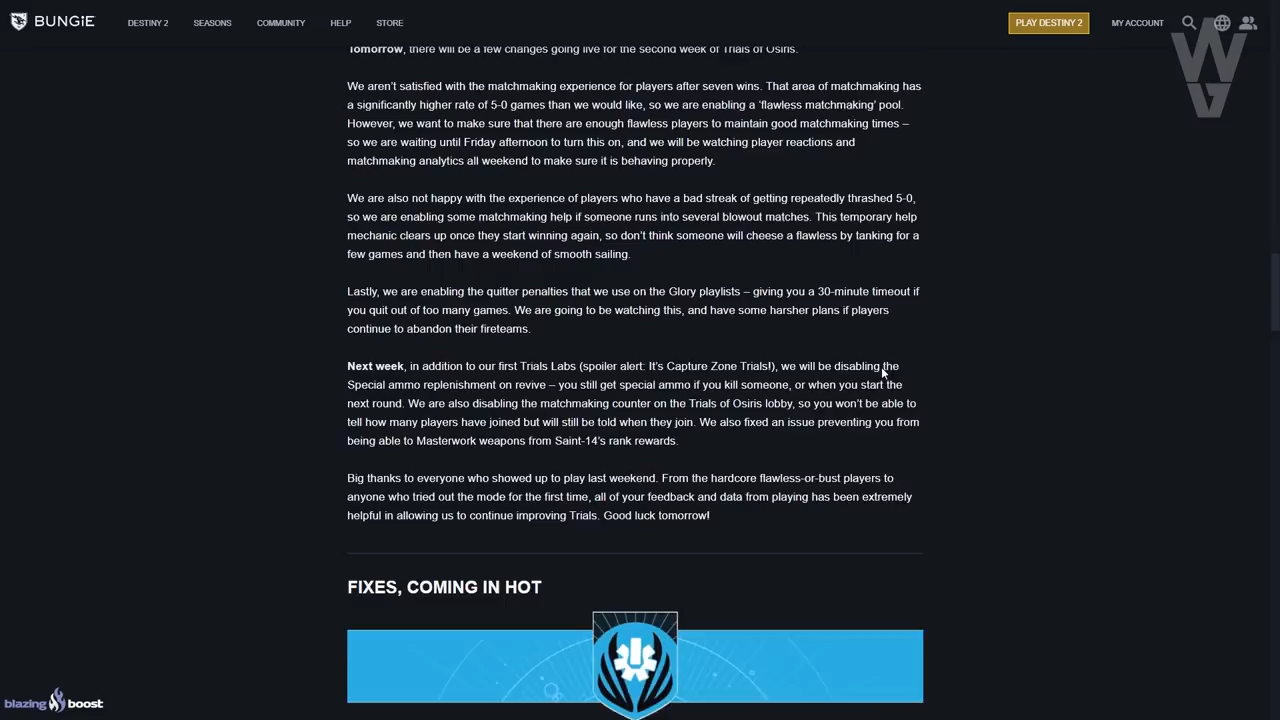 BUNGiE DESTINY 2 SEASONS COMMUNITY HELP STORE PLAY DESTINY 2 MY ACCOUNT
Tomorrow, there will be a few changes going live for the second week of Trials of Osiris.
We aren't satisfied with the matchmaking experience for players after seven wins. That area of matchmaking has
a significantly higher rate of 5-0 games than we would like, so we are enabling a 'flawless matchmaking' pool.
However, we want to make sure that there are enough flawless players to maintain good matchmaking times –
so we are waiting until Friday afternoon to turn this on, and we will be watching player reactions and
matchmaking analytics all weekend to make sure it is behaving properly.
We are also not happy with the experience of players who have a bad streak of getting repeatedly thrashed 5-0,
so we are enabling some matchmaking help if someone runs into several blowout matches. This temporary help
mechanic clears up once they start winning again, so don't think someone will cheese a flawless by tanking for a
few games and then have a weekend of smooth sailing.
Lastly, we are enabling the quitter penalties that we use on the Glory playlists – giving you a 30-minute timeout if
you quit out of too many games. We are going to be watching this, and have some harsher plans if players
continue to abandon their fireteams.
Next week, in addition to our first Trials Labs (spoiler alert: It's Capture Zone Trials!), we will be disabling the
Special ammo replenishment on revive – you still get special ammo if you kill someone, or when you start the
next round. We are also disabling the matchmaking counter on the Trials of Osiris lobby, so you won't be able to
tell how many players have joined but will still be told when they join. We also fixed an issue preventing you from
being able to Masterwork weapons from Saint-14's rank rewards.
Big thanks to everyone who showed up to play last weekend. From the hardcore flawless-or-bust players to
anyone who tried out the mode for the first time, all of your feedback and data from playing has been extremely
helpful in allowing us to continue improving Trials. Good luck tomorrow!
FIXES, COMING IN HOT
blazing boost